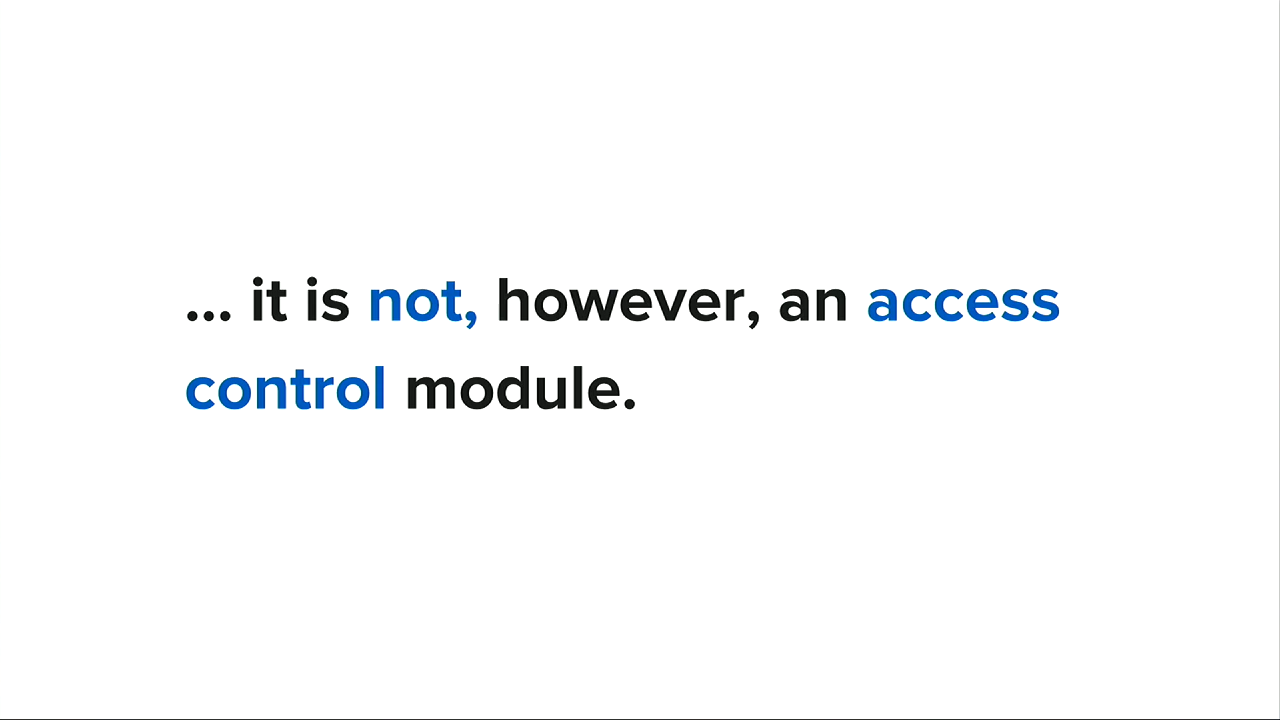 ... it is not, however, an access
control module.